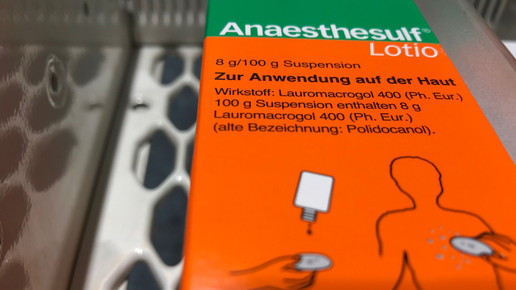 Anaesthesulf®
Lotio
8 g/100 g Suspension
Zur Anwendung auf der Haut
Wirkstoff: Lauromacrogol 400 (Ph. Eur.)
100 g Suspension enthalten 8 g
Lauromacrogol 400 (Ph. Eur.)
(alte Bezeichnung: Polidocanol).